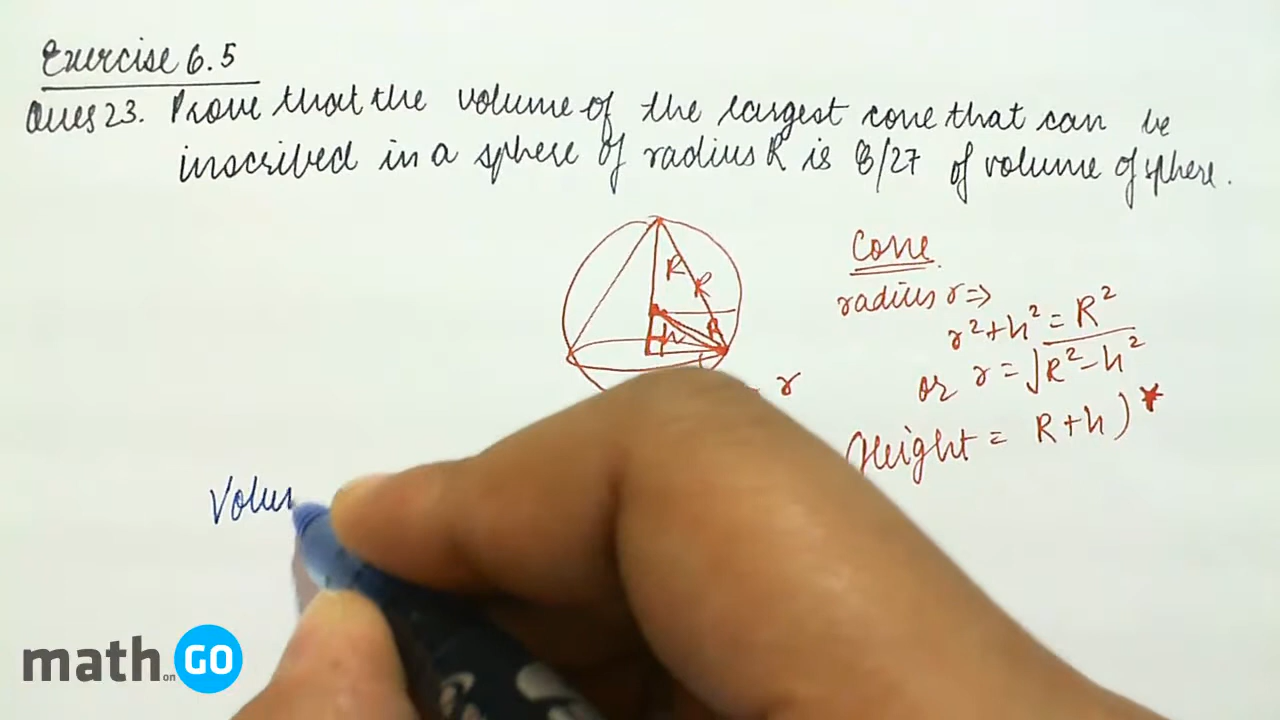 Exercise 6.5
Ques 23. Prove that the volume of the largest cone that can be
inscribed in a sphere of radius R is 8/27 of volume of sphere.
Cone
radius r ⇒
r² + h² = R²
or r = √R² - h²
Height = R + h) *
R
R
R
h
r
Volu
math on GO